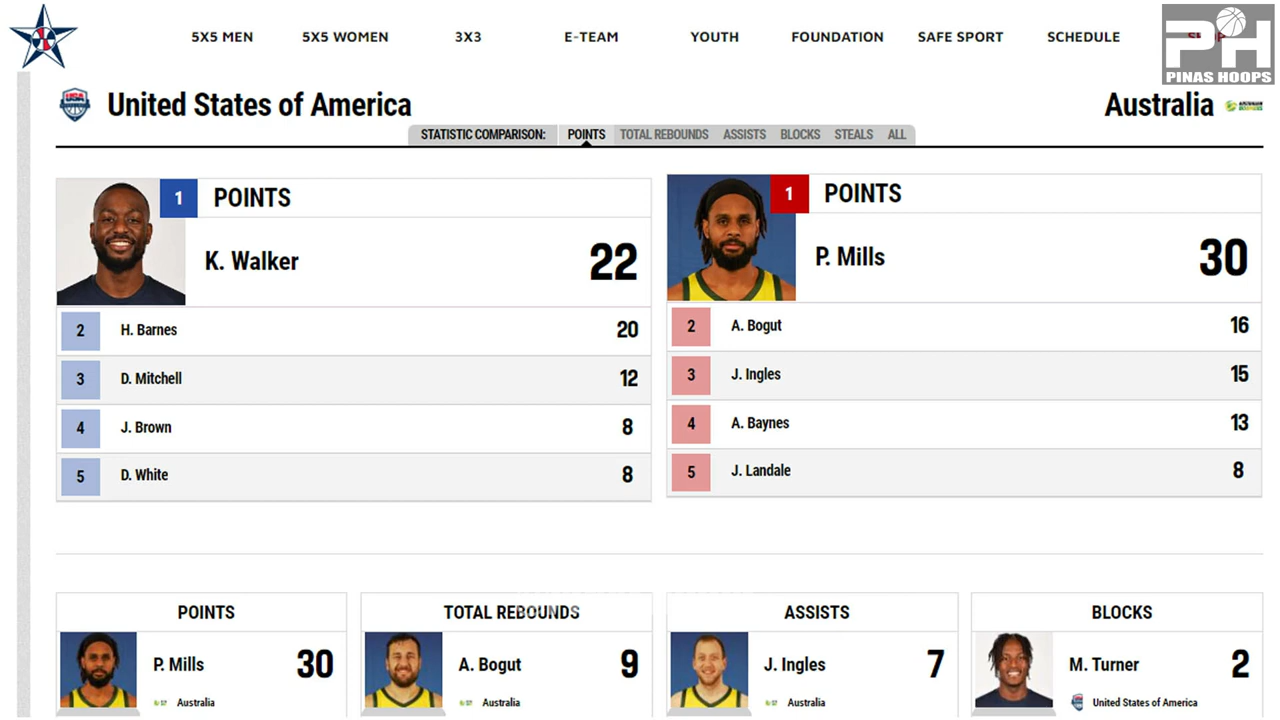 5X5 MEN 5X5 WOMEN 3X3 E-TEAM YOUTH FOUNDATION SAFE SPORT SCHEDULE SHOP
PH
PINAS HOOPS
USA
United States of America
Australia
STATISTIC COMPARISON: POINTS TOTAL REBOUNDS ASSISTS BLOCKS STEALS ALL
1 POINTS
K. Walker 22
2 H. Barnes 20
3 D. Mitchell 12
4 J. Brown 8
5 D. White 8
1 POINTS
P. Mills 30
2 A. Bogut 16
3 J. Ingles 15
4 A. Baynes 13
5 J. Landale 8
POINTS
P. Mills 30
Australia
TOTAL REBOUNDS
A. Bogut 9
Australia
ASSISTS
J. Ingles 7
Australia
BLOCKS
M. Turner 2
United States of America